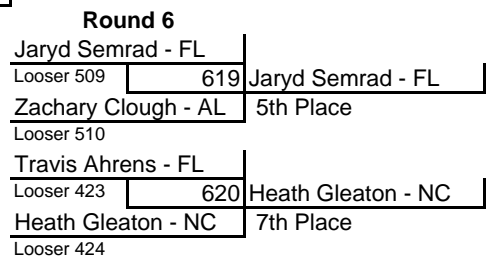 Round 6
Jaryd Semrad - FL
Looser 509
619 Jaryd Semrad - FL
Zachary Clough - AL
5th Place
Looser 510
Travis Ahrens - FL
Looser 423
620 Heath Gleaton - NC
Heath Gleaton - NC
7th Place
Looser 424